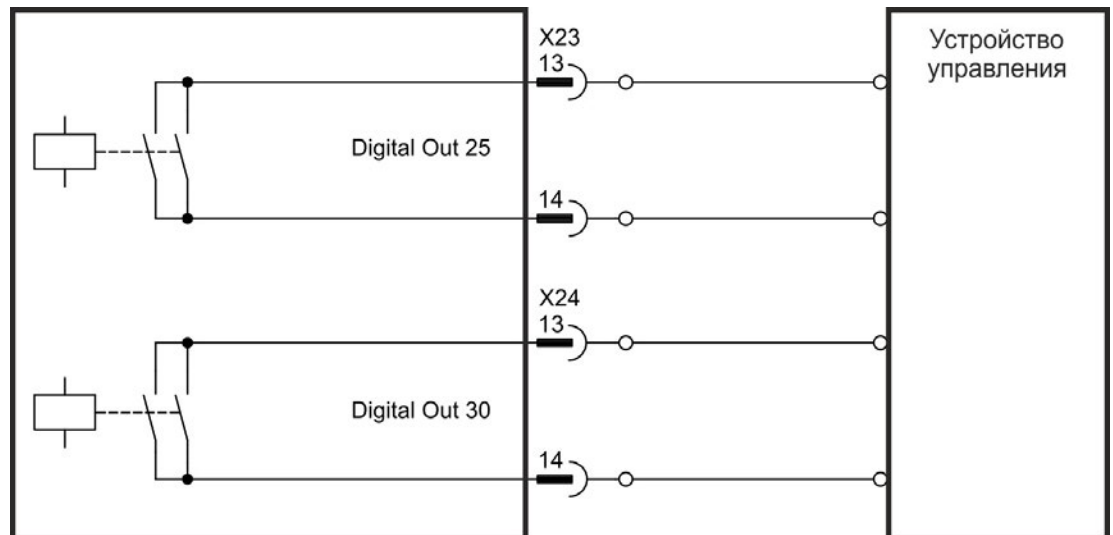 X23
13
Устройство
управления
Digital Out 25
14
X24
13
Digital Out 30
14